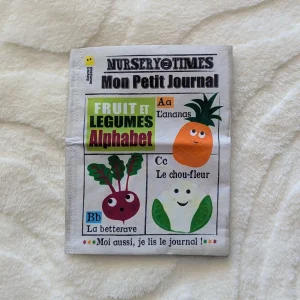 NURSERY TIMES
Mon Petit Journal
FRUIT ET
LEGUMES
Alphabet
Aa
L'ananas
Cc
Le chou-fleur
Bb
La betterave
Moi aussi, je lis le journal !